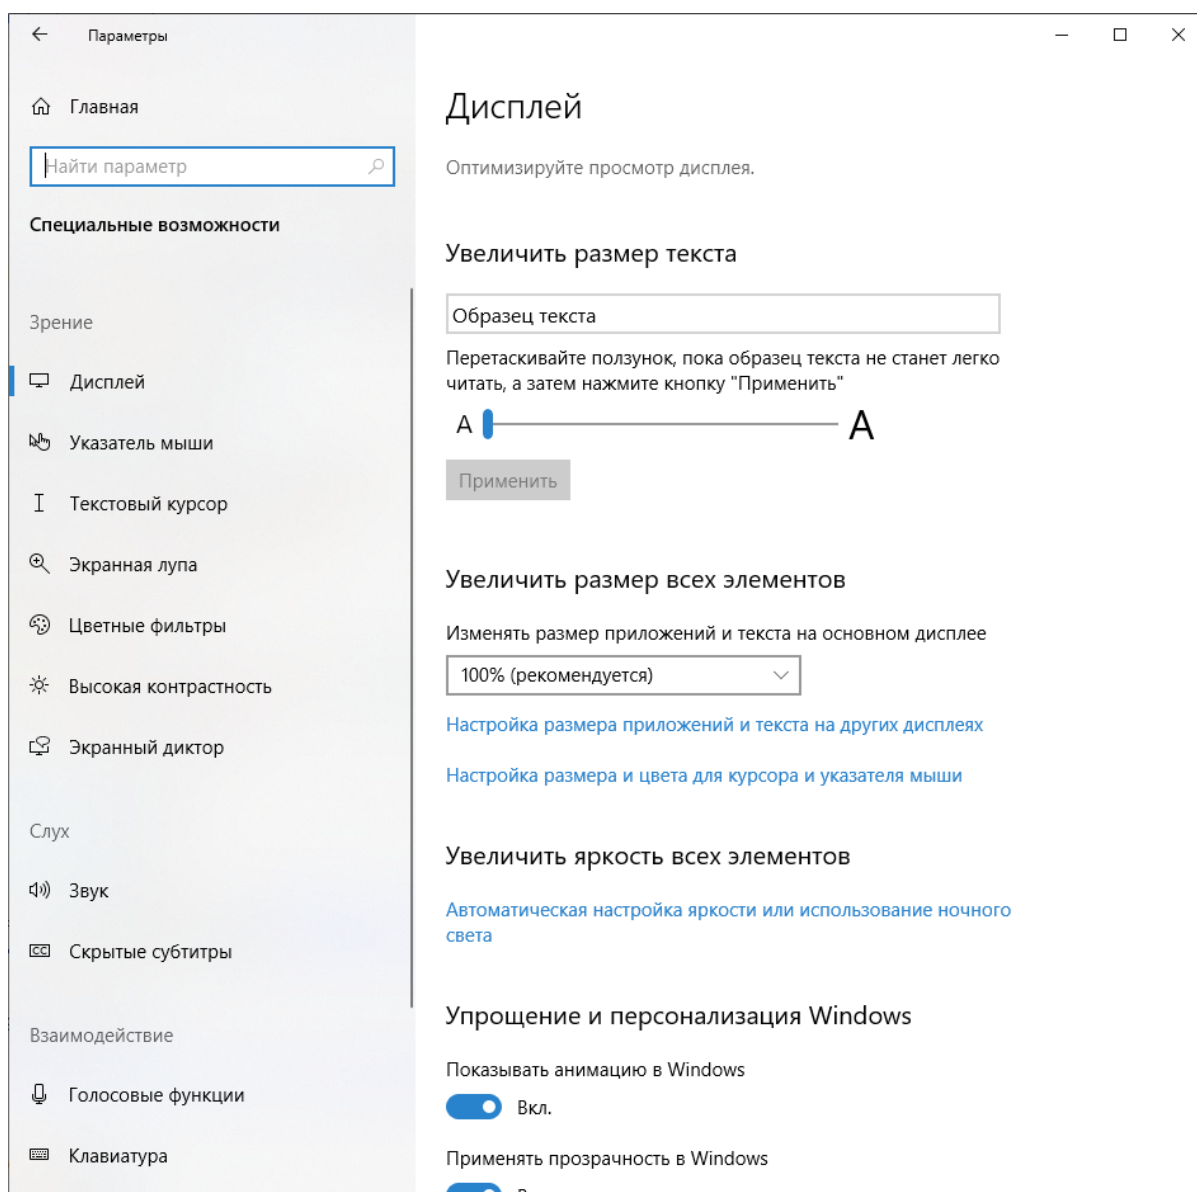 Параметры
Главная
Найти параметр
Специальные возможности
Зрение
Дисплей
Указатель мыши
Текстовый курсор
Экранная лупа
Цветные фильтры
Высокая контрастность
Экранный диктор
Слух
Звук
CC Скрытые субтитры
Взаимодействие
Голосовые функции
Клавиатура
Дисплей
Оптимизируйте просмотр дисплея.
Увеличить размер текста
Образец текста
Перетаскивайте ползунок, пока образец текста не станет легко
читать, а затем нажмите кнопку "Применить"
A A
Применить
Увеличить размер всех элементов
Изменять размер приложений и текста на основном дисплее
100% (рекомендуется)
Настройка размера приложений и текста на других дисплеях
Настройка размера и цвета для курсора и указателя мыши
Увеличить яркость всех элементов
Автоматическая настройка яркости или использование ночного
света
Упрощение и персонализация Windows
Показывать анимацию в Windows
Вкл.
Применять прозрачность в Windows